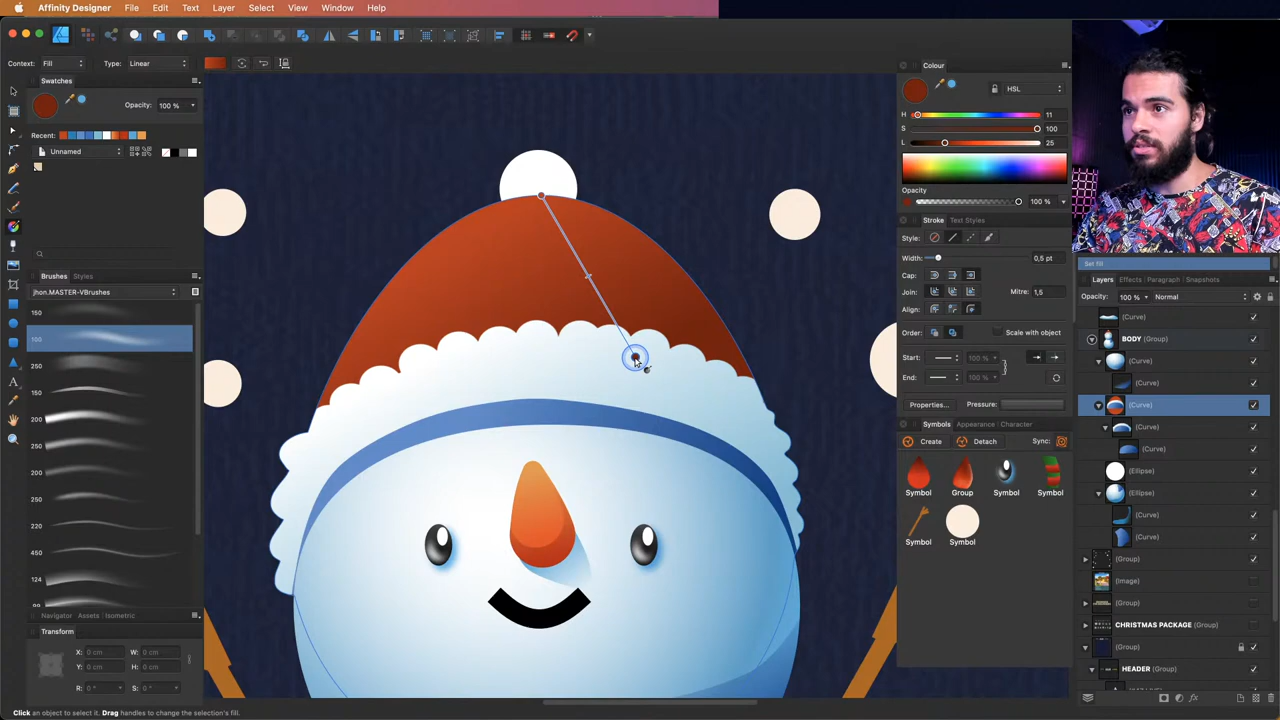 Affinity Designer File Edit Text Layer Select View Window Help
Context: Fill Type: Linear
Swatches
Opacity: 100 %
Recent:
Unnamed
Brushes Styles
jhon.MASTER-VBrushes
150
100
250
150
200
200
200
250
220
450
124
Navigator Assets Isometric
Transform
X: 0 cm W: 0 cm
Y: 0 cm H: 0 cm
R: 0 ° S: 0 °
Click an object to select it. Drag handles to change the selection's fill.
Colour
HSL
H 11
S 100
L 25
Opacity
100 %
Stroke Text Styles
Style:
Width: 0,5 pt
Cap:
Join: Mitre: 1,5
Align:
Order: Scale with object
Start: 100 %
End: 100 %
Properties... Pressure:
Symbols Appearance Character
Create Detach Sync:
Symbol Group Symbol Symbol
Symbol Symbol
Set fill
Layers Effects Paragraph Snapshots
Opacity: 100 % Normal
(Curve)
BODY (Group)
(Curve)
(Curve)
(Curve)
(Curve)
(Curve)
(Ellipse)
(Ellipse)
(Curve)
(Curve)
(Group)
(Image)
(Group)
CHRISTMAS PACKAGE (Group)
(Group)
HEADER (Group)